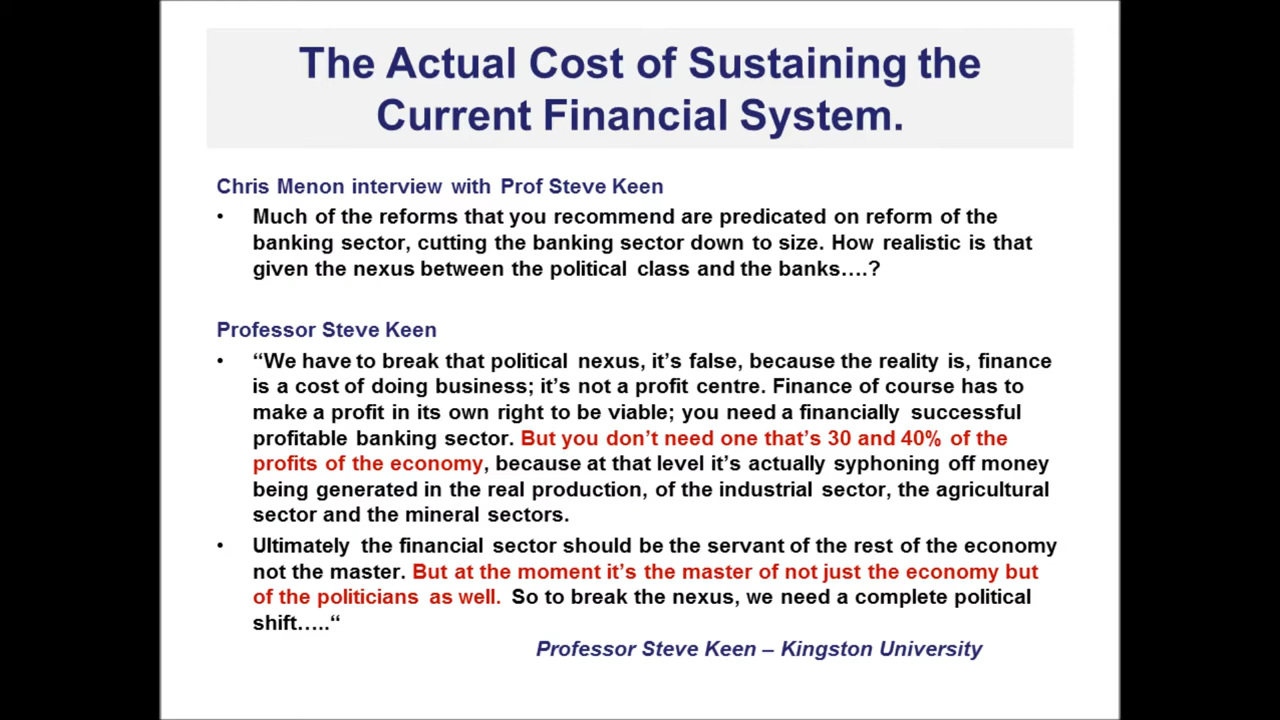 The Actual Cost of Sustaining the
Current Financial System.
Chris Menon interview with Prof Steve Keen
• Much of the reforms that you recommend are predicated on reform of the
banking sector, cutting the banking sector down to size. How realistic is that
given the nexus between the political class and the banks….?
Professor Steve Keen
• “We have to break that political nexus, it’s false, because the reality is, finance
is a cost of doing business; it’s not a profit centre. Finance of course has to
make a profit in its own right to be viable; you need a financially successful
profitable banking sector. But you don’t need one that’s 30 and 40% of the
profits of the economy, because at that level it’s actually syphoning off money
being generated in the real production, of the industrial sector, the agricultural
sector and the mineral sectors.
• Ultimately the financial sector should be the servant of the rest of the economy
not the master. But at the moment it’s the master of not just the economy but
of the politicians as well. So to break the nexus, we need a complete political
shift…..“
Professor Steve Keen – Kingston University